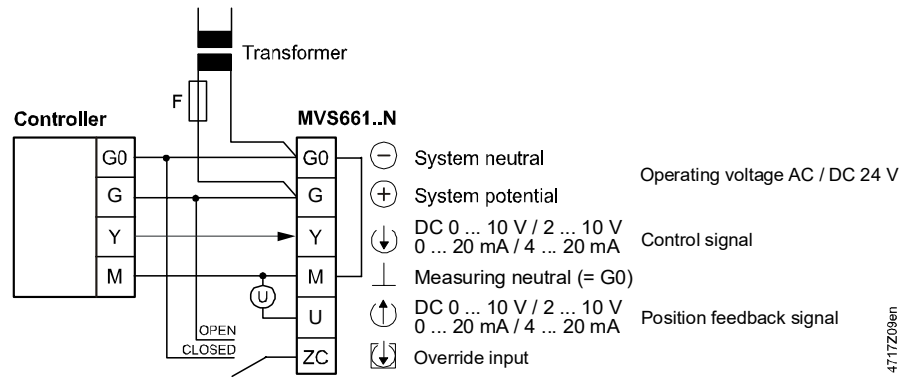 Transformer
F
Controller
MVS661..N
G0
G0
System neutral
Operating voltage AC / DC 24 V
G
G
System potential
Y
Y
DC 0 ... 10 V / 2 ... 10 V
0 ... 20 mA / 4 ... 20 mA
Control signal
M
M
Measuring neutral (= G0)
U
U
DC 0 ... 10 V / 2 ... 10 V
0 ... 20 mA / 4 ... 20 mA
Position feedback signal
OPEN
CLOSED
ZC
Override input
4717Z09en